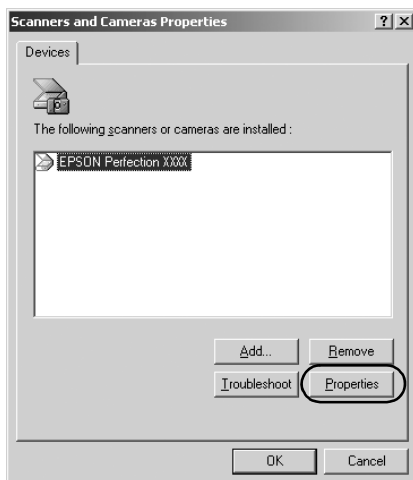 Scanners and Cameras Properties
Devices
The following scanners or cameras are installed :
EPSON Perfection XXXX
Add... Remove
Troubleshoot Properties
OK Cancel